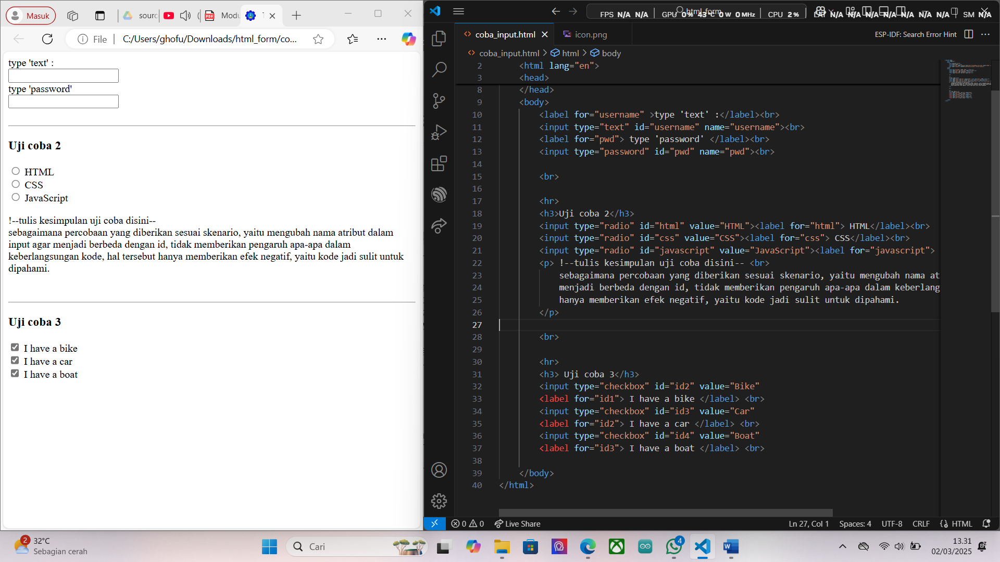 Masuk
sourc
(
Modu
T
File
C:/Users/ghofu/Downloads/html_form/co...
type 'text' :
type 'password'
Uji coba 2
HTML
CSS
JavaScript
!--tulis kesimpulan uji coba disini--
sebagaimana percobaan yang diberikan sesuai skenario, yaitu mengubah nama atribut dalam
input agar menjadi berbeda dengan id, tidak memberikan pengaruh apa-apa dalam
keberlangsungan kode, hal tersebut hanya memberikan efek negatif, yaitu kode jadi sulit untuk
dipahami.
Uji coba 3
I have a bike
I have a car
I have a boat
html_form
FPS N/A N/A | GPU 0 % 43 °C 0 W 0 MHz | CPU 2 % | LAT N/A N/A N/A N/A N/A N/A N/A SM N/A
coba_input.html
icon.png
ESP-IDF: Search Error Hint
coba_input.html > html > body
2 <html lang="en">
3 <head>
8 </head>
9 <body>
10 <label for="username" >type 'text' :</label><br>
11 <input type="text" id="username" name="username"><br>
12 <label for="pwd"> type 'password' </label><br>
13 <input type="password" id="pwd" name="pwd"><br>
14
15 <br>
16
17 <hr>
18 <h3>Uji coba 2</h3>
19 <input type="radio" id="html" value="HTML"><label for="html"> HTML</label><br>
20 <input type="radio" id="css" value="CSS"><label for="css"> CSS</label><br>
21 <input type="radio" id="javascript" value="JavaScript"><label for="javascript">
22 <p> !--tulis kesimpulan uji coba disini-- <br>
23 sebagaimana percobaan yang diberikan sesuai skenario, yaitu mengubah nama at
24 menjadi berbeda dengan id, tidak memberikan pengaruh apa-apa dalam keberlang
25 hanya memberikan efek negatif, yaitu kode jadi sulit untuk dipahami.
26 </p>
27
28 <br>
29
30 <hr>
31 <h3> Uji coba 3</h3>
32 <input type="checkbox" id="id2" value="Bike"
33 <label for="id1"> I have a bike </label> <br>
34 <input type="checkbox" id="id3" value="Car"
35 <label for="id2"> I have a car </label> <br>
36 <input type="checkbox" id="id4" value="Boat"
37 <label for="id3"> I have a boat </label> <br>
38
39 </body>
40 </html>
0 0 Live Share
Ln 27, Col 1 Spaces: 4 UTF-8 CRLF HTML
2
32°C
Sebagian cerah
Cari
4
13.31
02/03/2025